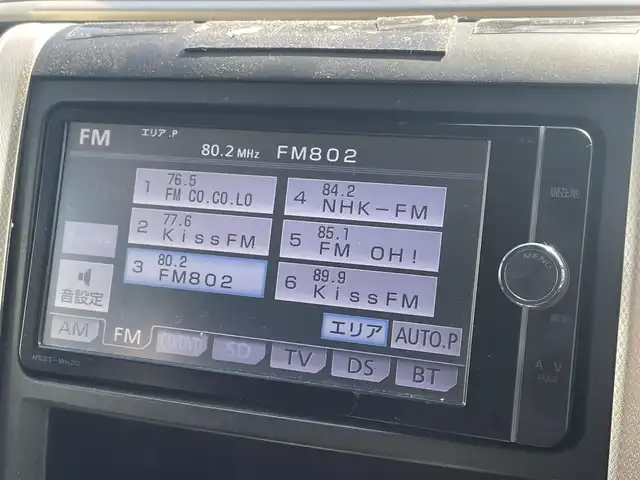 FM エリア.P
80.2 MHz FM802
1 76.5 FM CO.CO.LO
2 77.6 KissFM
3 80.2 FM802
4 84.2 NHK-FM
5 85.1 FM OH!
6 89.9 KissFM
音設定
エリア AUTO.P
AM FM SD TV DS BT
現在地
MENU